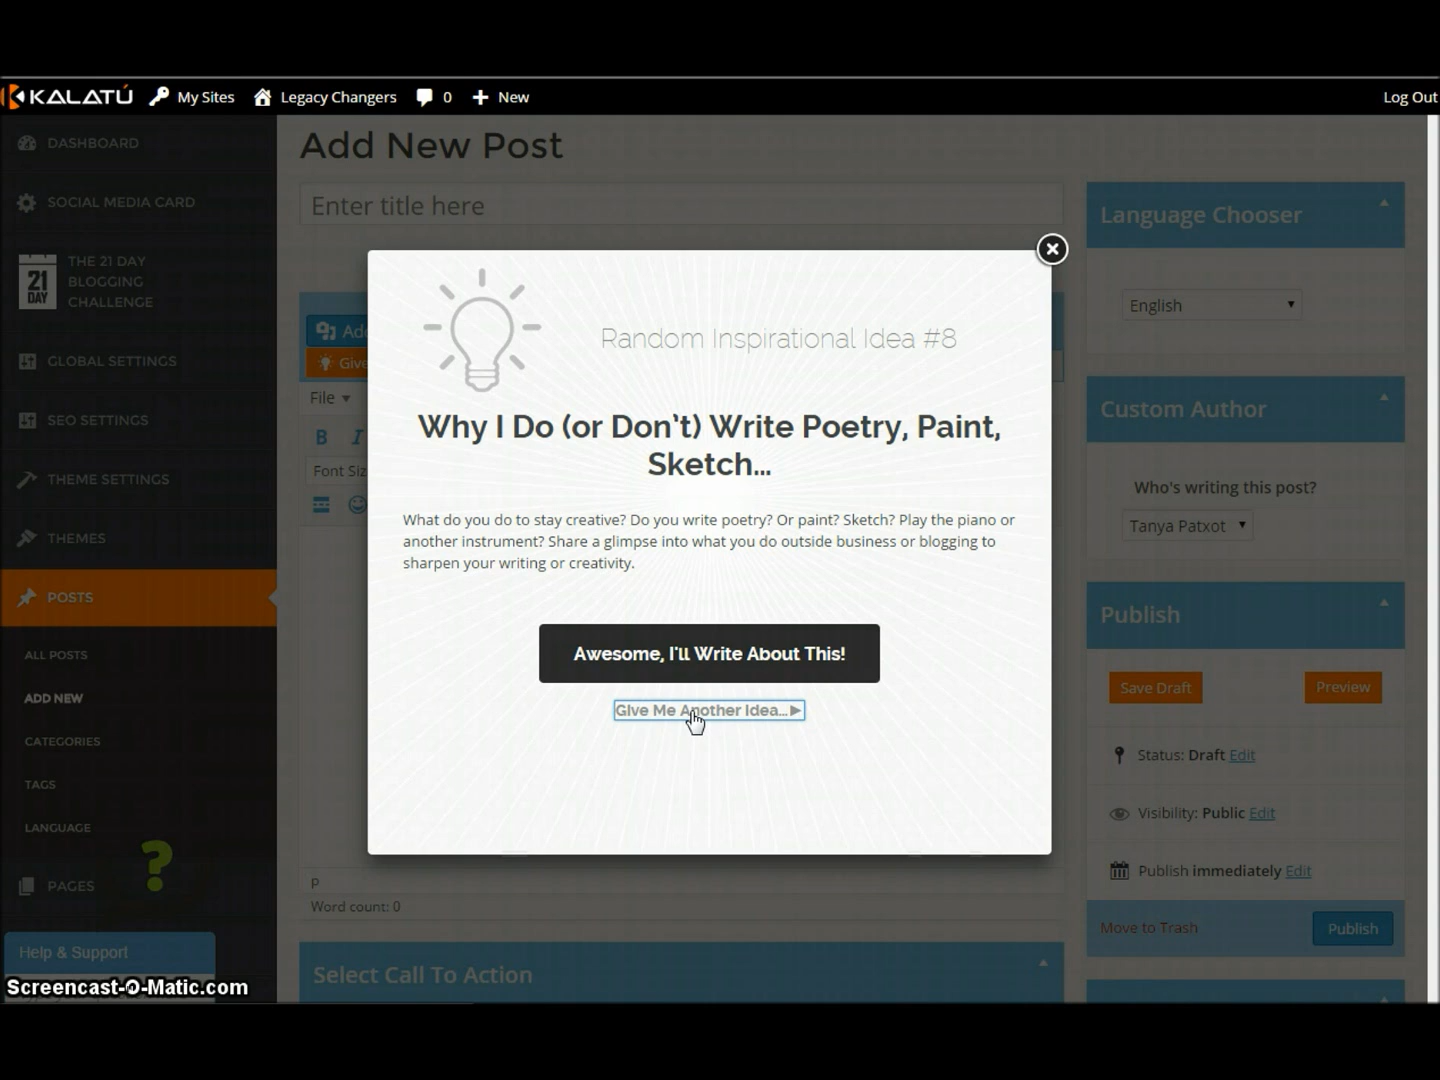 KALATÚ My Sites Legacy Changers 0 New Log Out
DASHBOARD
SOCIAL MEDIA CARD
21 DAY
THE 21 DAY
BLOGGING
CHALLENGE
GLOBAL SETTINGS
SEO SETTINGS
THEME SETTINGS
THEMES
POSTS
ALL POSTS
ADD NEW
CATEGORIES
TAGS
LANGUAGE
?
PAGES
Help & Support
Screencast-O-Matic.com
Add New Post
Enter title here
Add
Give
File
B I
Font Siz
Random Inspirational Idea #8
Why I Do (or Don't) Write Poetry, Paint,
Sketch...
What do you do to stay creative? Do you write poetry? Or paint? Sketch? Play the piano or
another instrument? Share a glimpse into what you do outside business or blogging to
sharpen your writing or creativity.
Awesome, I'll Write About This!
Give Me Another Idea...
P
Word count: 0
Select Call To Action
Language Chooser
English
Custom Author
Who's writing this post?
Tanya Patxot
Publish
Save Draft Preview
Status: Draft Edit
Visibility: Public Edit
Publish immediately Edit
Move to Trash Publish